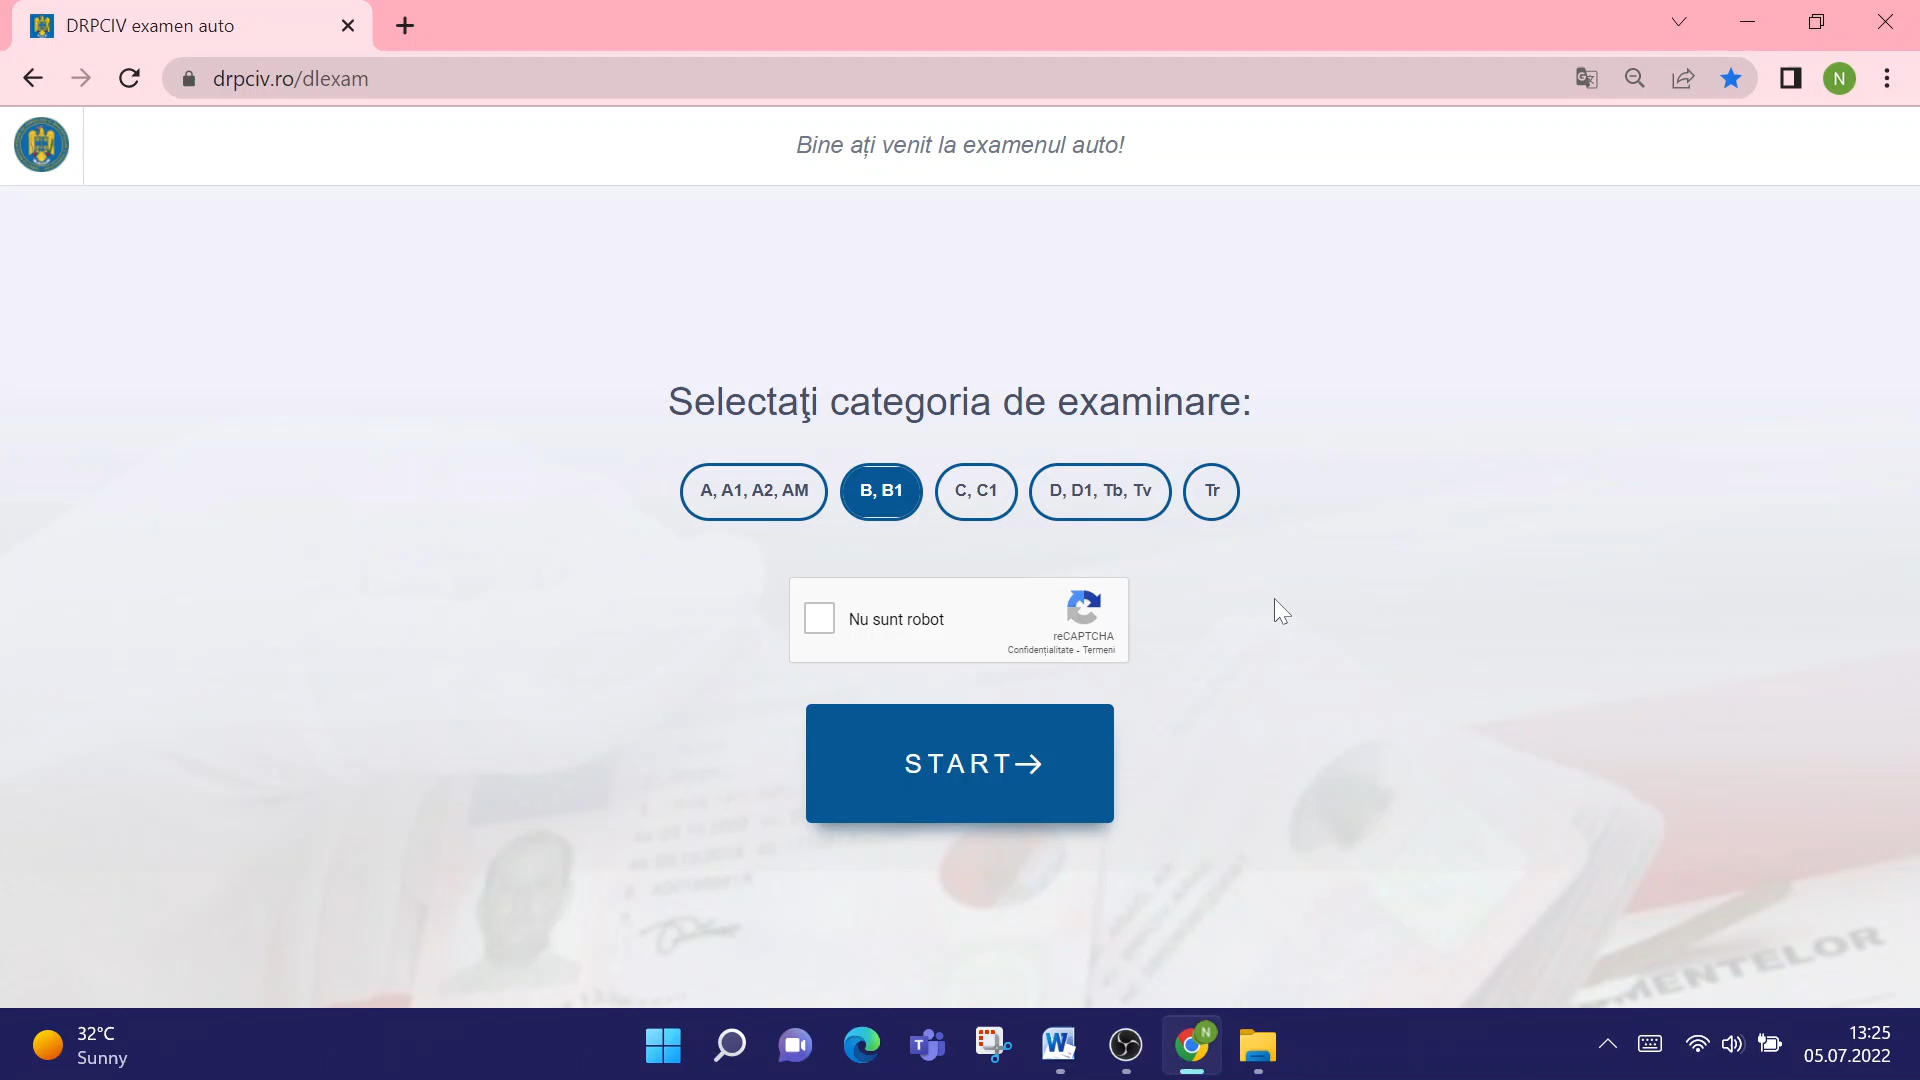 DRPCIV examen auto
drpciv.ro/dlexam
N
Bine ați venit la examenul auto!
Selectaţi categoria de examinare:
A, A1, A2, AM
B, B1
C, C1
D, D1, Tb, Tv
Tr
Nu sunt robot
reCAPTCHA
Confidențialitate - Termeni
START→
MENTELOR
32°C
Sunny
13:25
05.07.2022